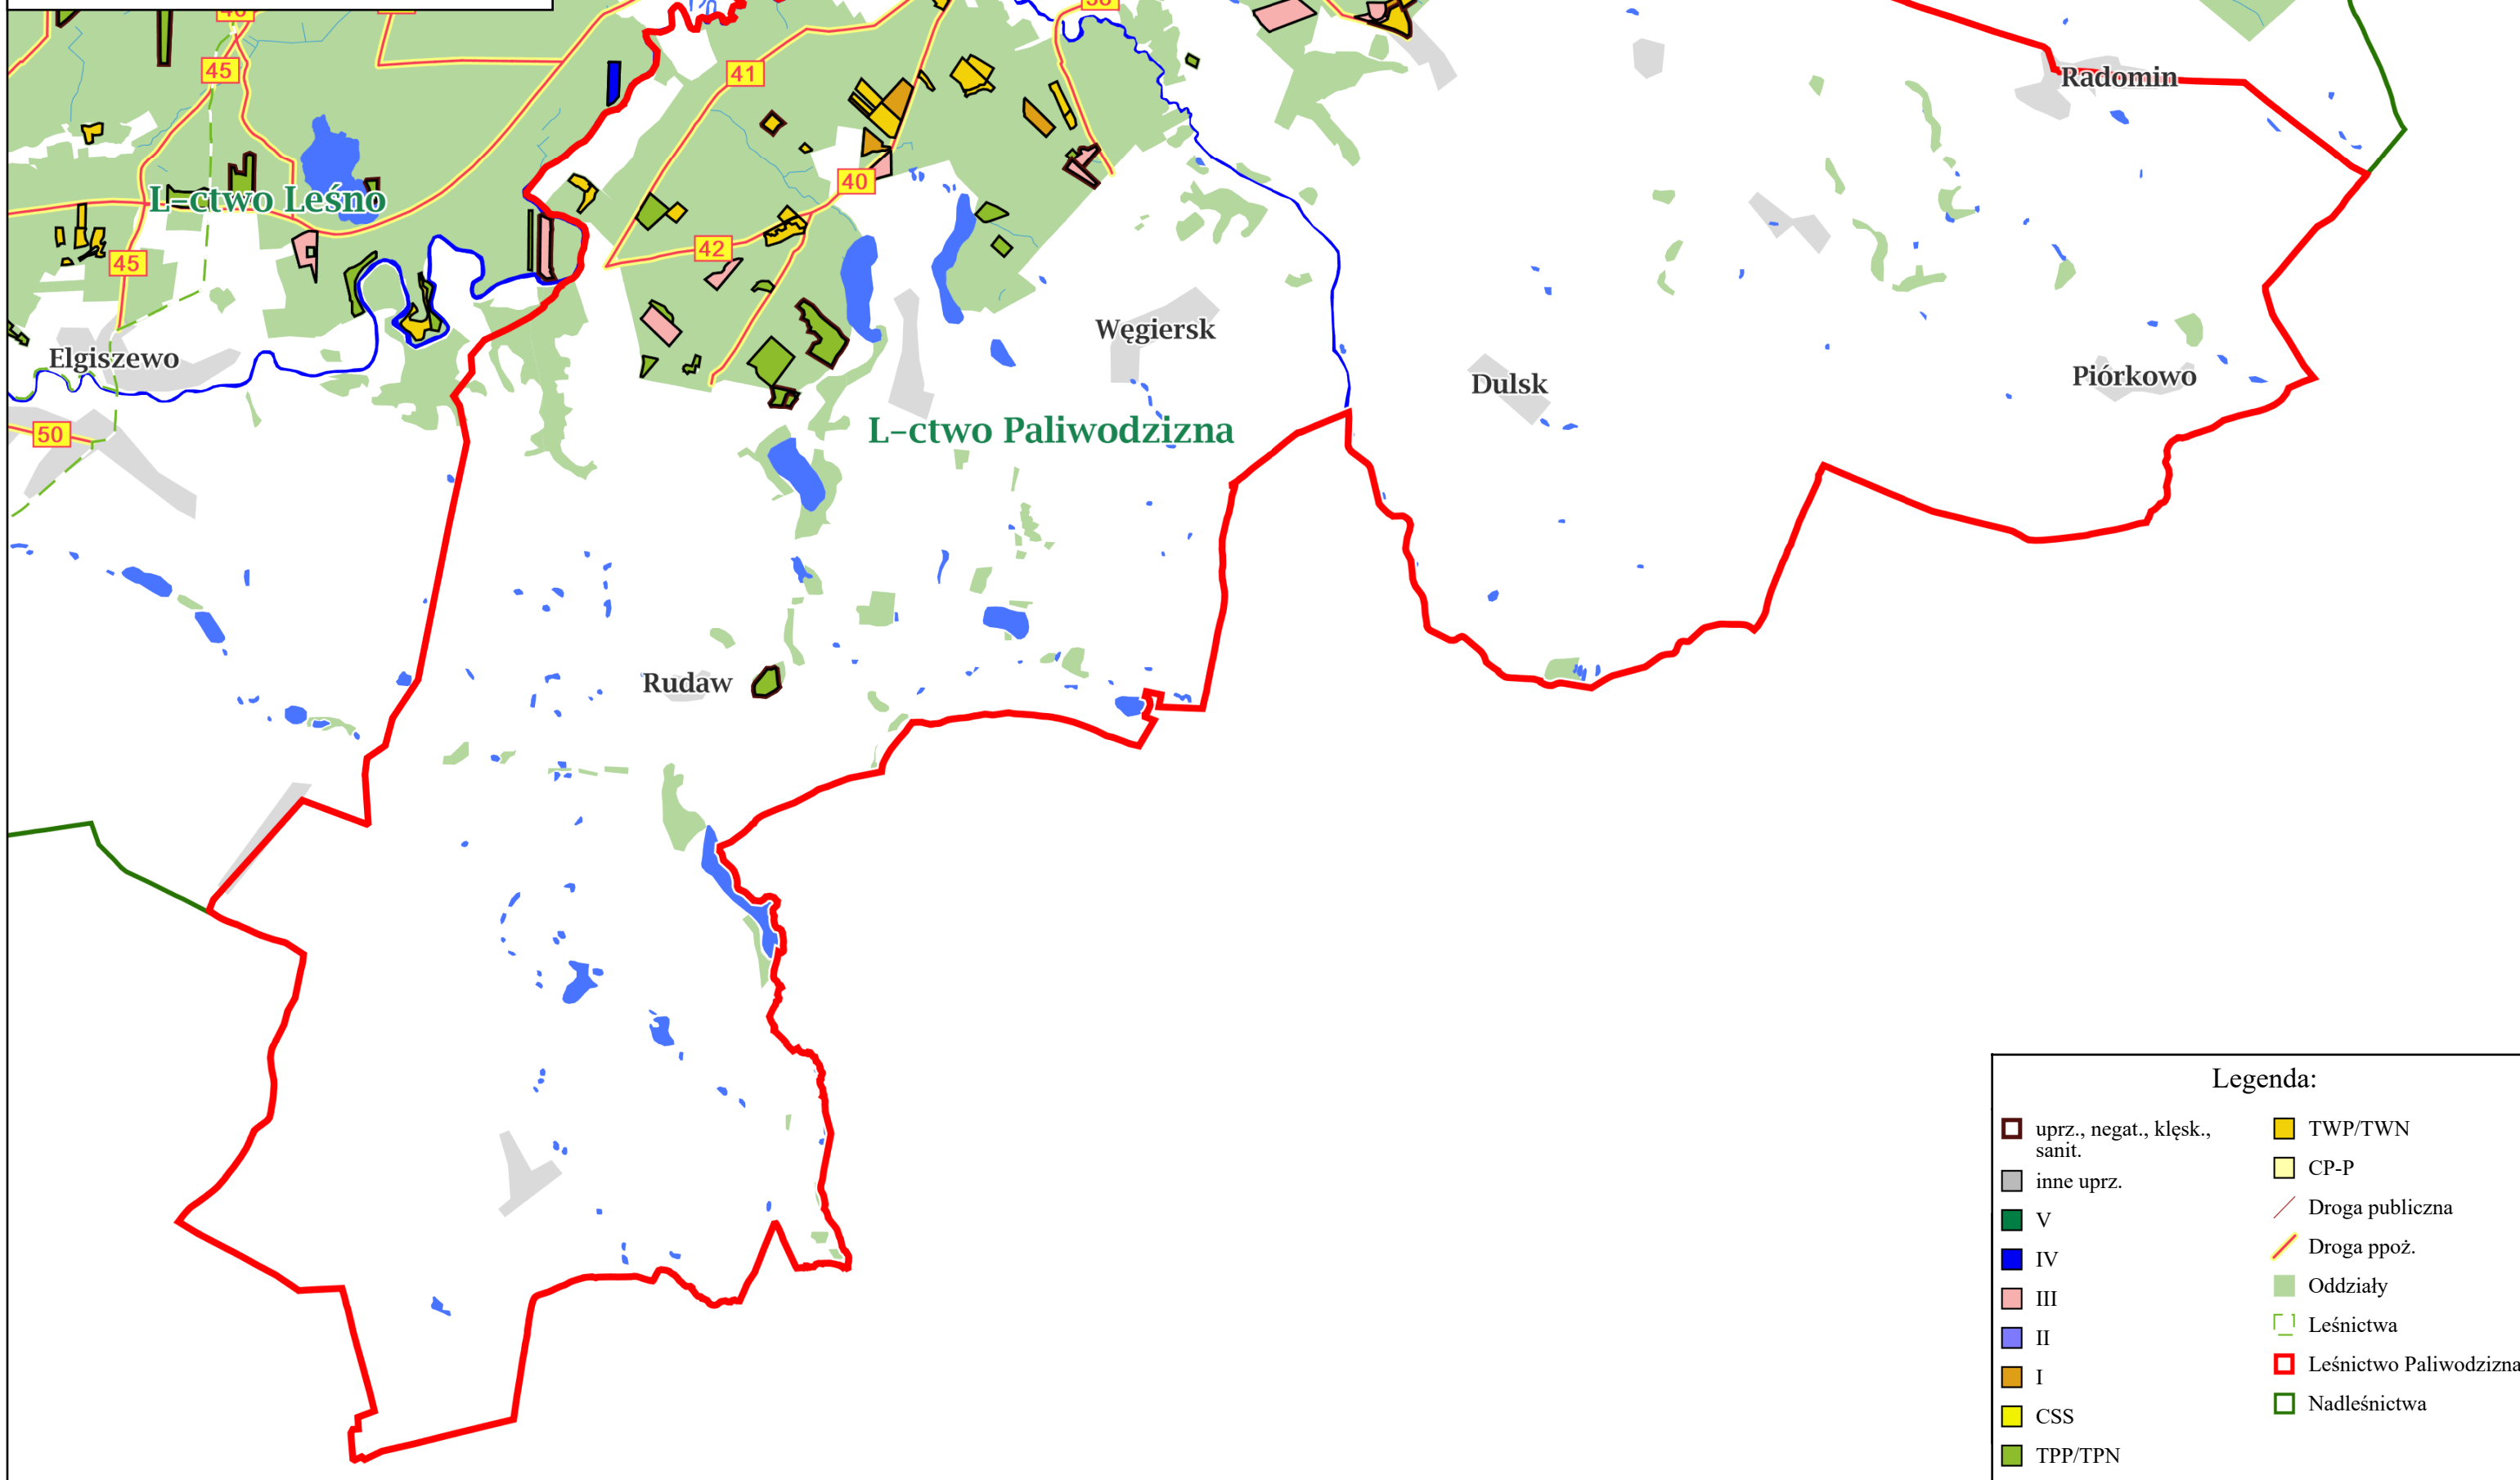 45
41
Radomin
L-ctwo Leśno
40
42
45
Węgiersk
Elgiszewo
Dulsk
Piórkowo
50
L-ctwo Paliwodzizna
Rudaw
Legenda:
uprz., negat., klęsk.,
sanit.
inne uprz.
V
IV
III
II
I
CSS
TPP/TPN
TWP/TWN
CP-P
Droga publiczna
Droga ppoż.
Oddziały
Leśnictwa
Leśnictwo Paliwodzizna
Nadleśnictwa